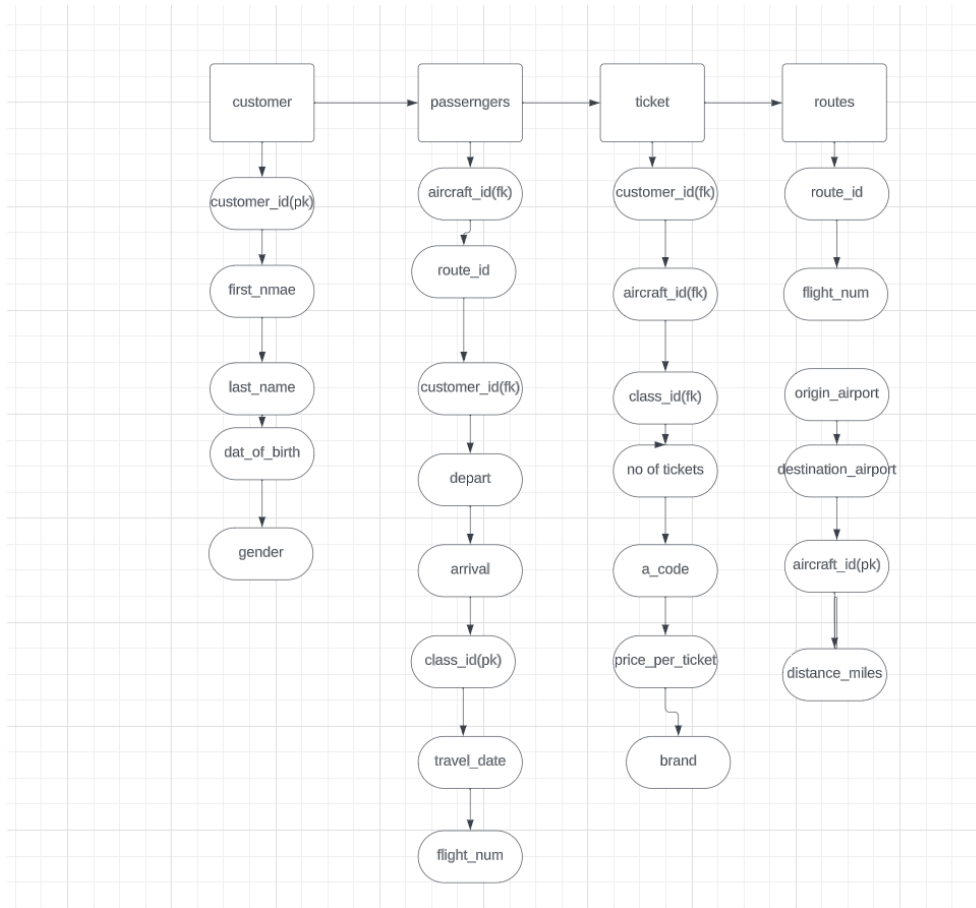 customer
passerngers
ticket
routes
customer_id(pk)
first_nmae
last_name
dat_of_birth
gender
aircraft_id(fk)
route_id
customer_id(fk)
depart
arrival
class_id(pk)
travel_date
flight_num
customer_id(fk)
aircraft_id(fk)
class_id(fk)
no of tickets
a_code
price_per_ticket
brand
route_id
flight_num
origin_airport
destination_airport
aircraft_id(pk)
distance_miles